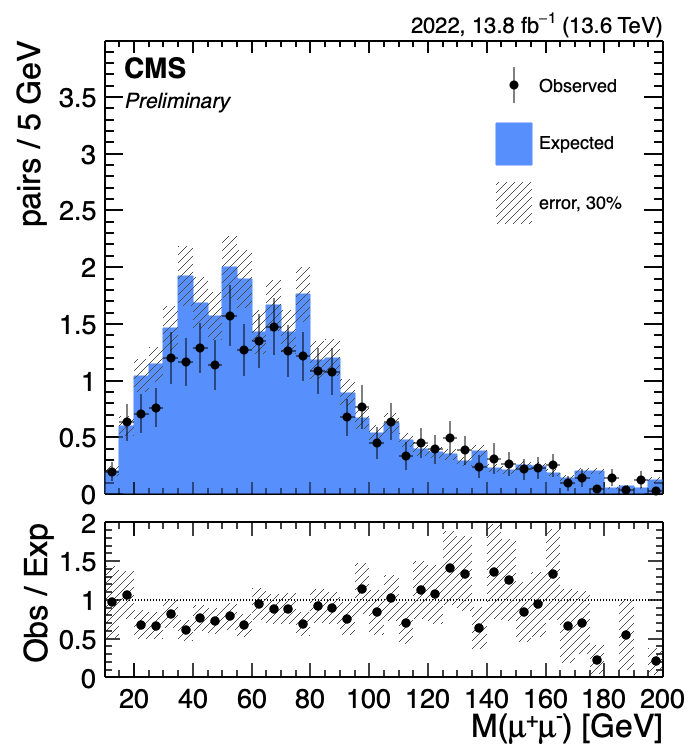 2022, 13.8 fb⁻¹ (13.6 TeV)
CMS
Preliminary
Observed
Expected
error, 30%
pairs / 5 GeV
3.5
3
2.5
2
1.5
1
0.5
0
Obs / Exp
2
1.5
1
0.5
0
20 40 60 80 100 120 140 160 180 200
M(μ⁺μ⁻) [GeV]